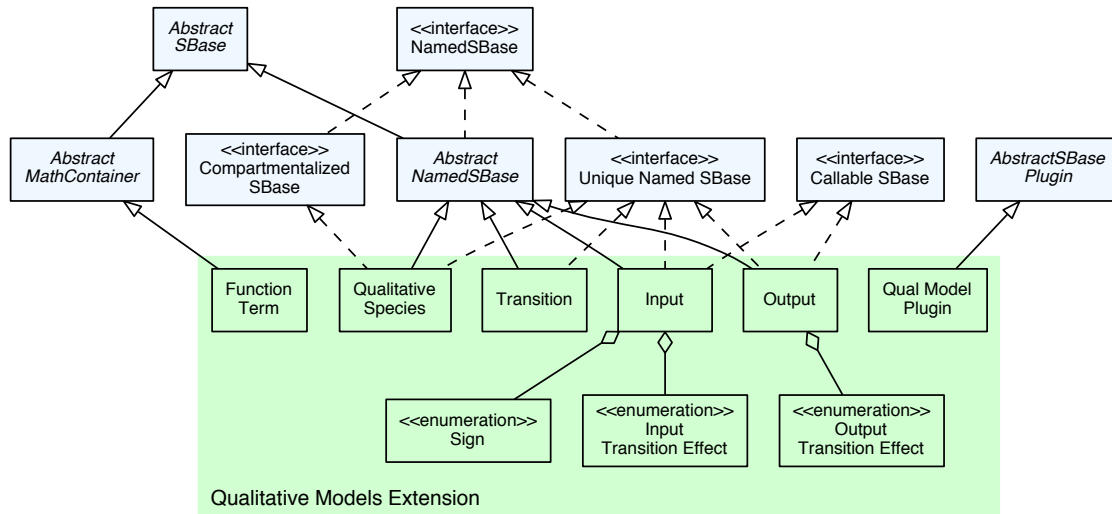 Abstract
SBase
<<interface>>
NamedSBase
Abstract
MathContainer
<<interface>>
Compartmentalized
SBase
Abstract
NamedSBase
<<interface>>
Unique Named SBase
<<interface>>
Callable SBase
AbstractSBase
Plugin
Function
Term
Qualitative
Species
Transition
Input
Output
Qual Model
Plugin
<<enumeration>>
Sign
<<enumeration>>
Input
Transition Effect
<<enumeration>>
Output
Transition Effect
Qualitative Models Extension